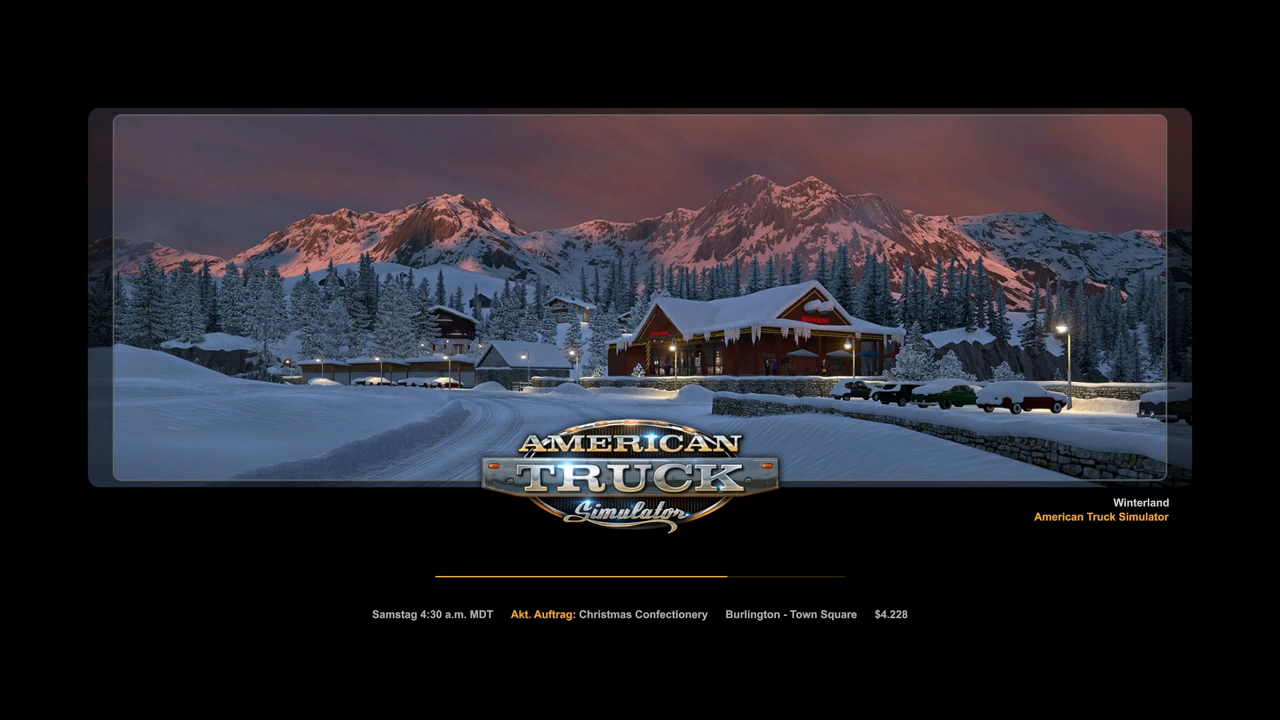 AMERICAN
TRUCK
Simulator
Winterland
American Truck Simulator
Samstag 4:30 a.m. MDT Akt. Auftrag: Christmas Confectionery Burlington - Town Square $4.228